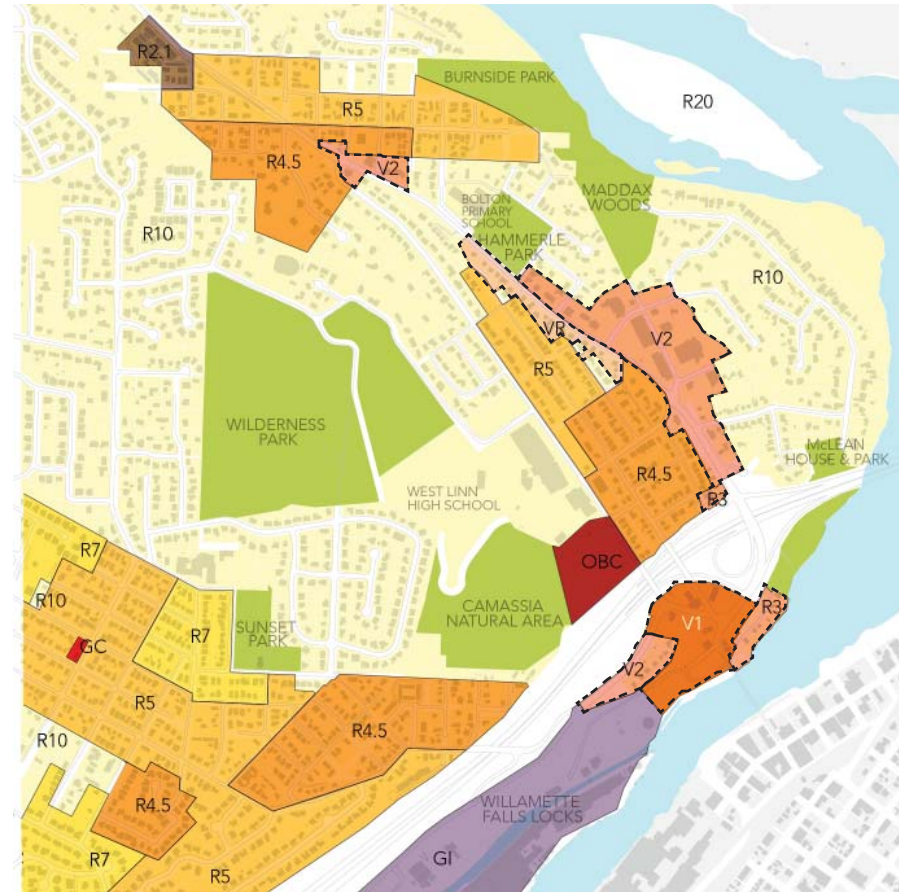 R2.1
BURNSIDE PARK
R20
R5
R4.5
V2
MADDAX
WOODS
BOLTON
PRIMARY
SCHOOL
R10
HAMMERLE
PARK
R10
VR
V2
R5
WILDERNESS
PARK
McLEAN
HOUSE & PARK
R4.5
WEST LINN
HIGH SCHOOL
R3
R7
OBC
R10
CAMASSIA
NATURAL AREA
R3
R7
SUNSET
PARK
V1
GC
V2
R5
R4.5
R10
R4.5
WILLAMETTE
FALLS LOCKS
R7
GI
R5